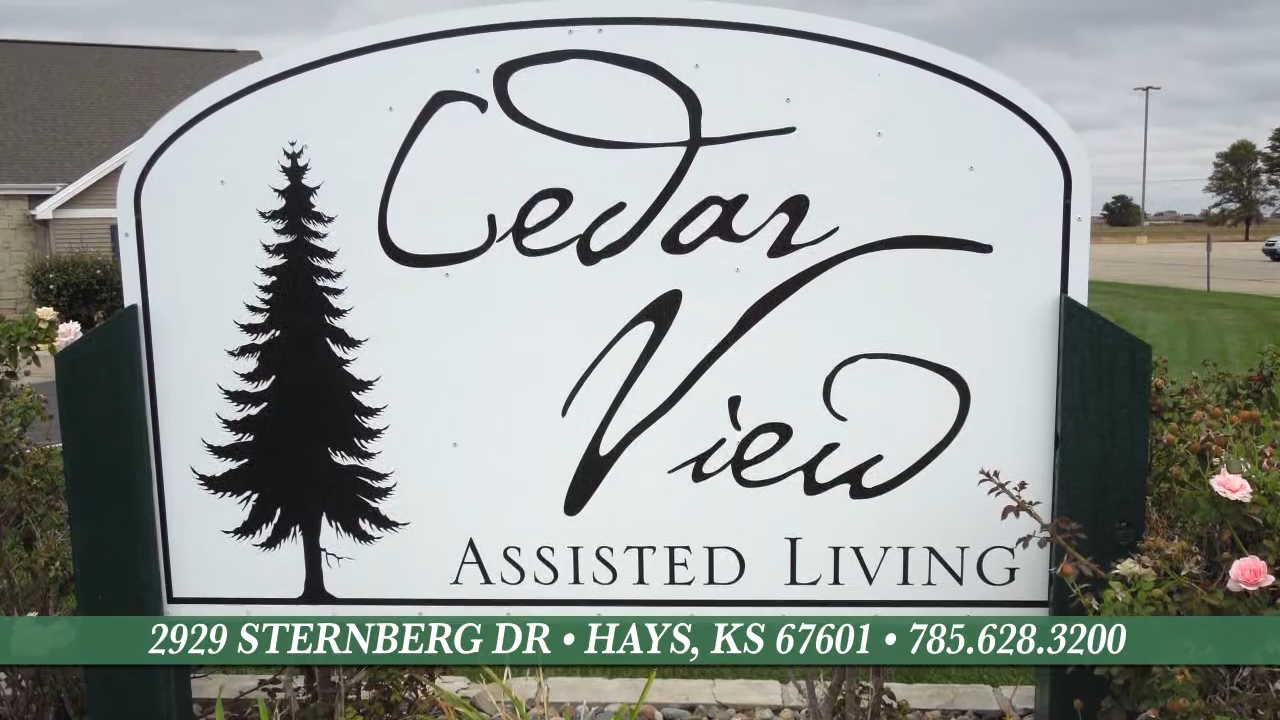 Cedar
View
ASSISTED LIVING
2929 STERNBERG DR • HAYS, KS 67601 • 785.628.3200